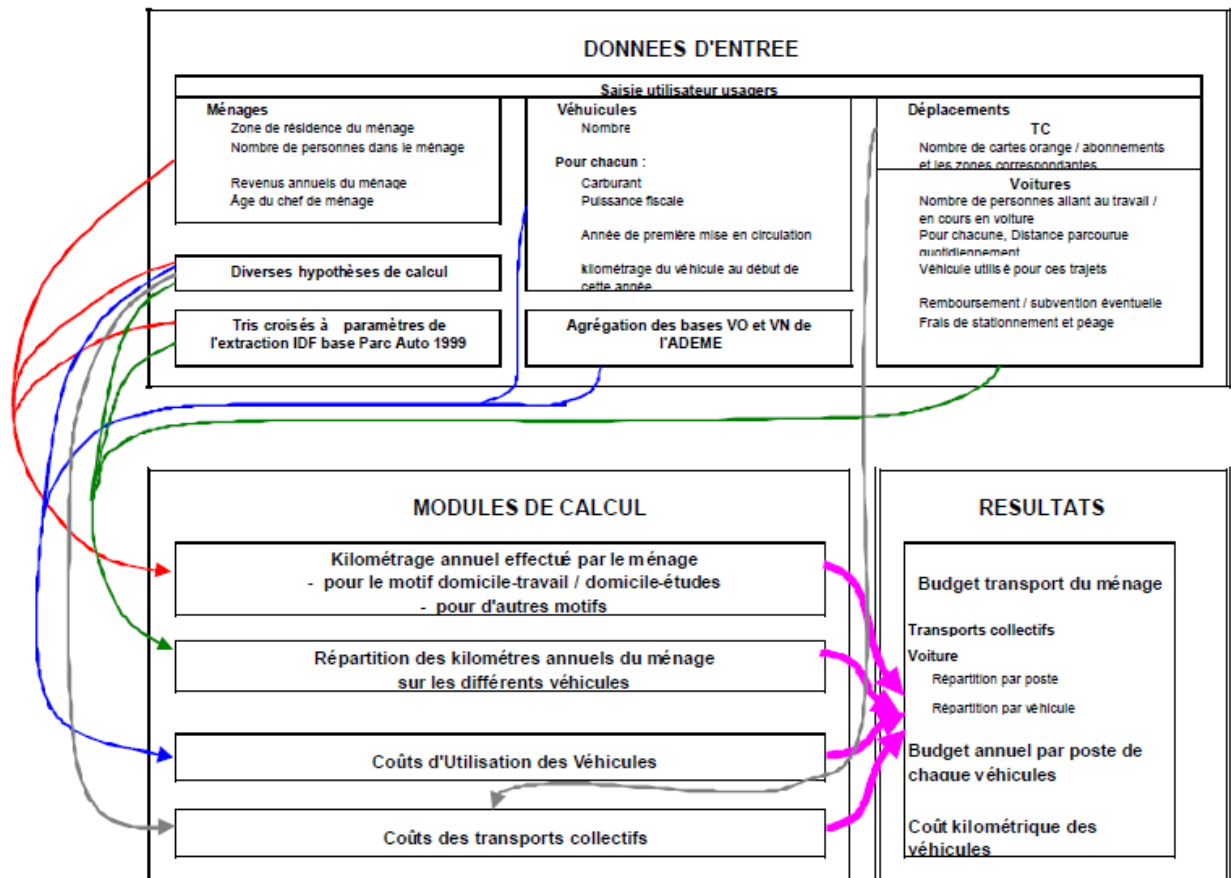 DONNEES D'ENTREE
Saisie utilisateur usagers
Ménages
Zone de résidence du ménage
Nombre de personnes dans le ménage
Revenus annuels du ménage
Âge du chef de ménage
Diverses hypothèses de calcul
Tris croisés à paramètres de
l'extraction IDF base Parc Auto 1999
Véhuicules
Nombre
Pour chacun :
Carburant
Puissance fiscale
Année de première mise en circulation
kilométrage du véhicule au début de
cette année
Agrégation des bases VO et VN de
l'ADEME
Déplacements
TC
Nombre de cartes orange / abonnements
et les zones correspondantes
Voitures
Nombre de personnes allant au travail /
en cours en voiture
Pour chacune, Distance parcourue
quotidiennement
Véhicule utilisé pour ces trajets
Remboursement / subvention éventuelle
Frais de stationnement et péage
MODULES DE CALCUL
Kilométrage annuel effectué par le ménage
- pour le motif domicile-travail / domicile-études
- pour d'autres motifs
Répartition des kilométres annuels du ménage
sur les différents véhicules
Coûts d'Utilisation des Véhicules
Coûts des transports collectifs
RESULTATS
Budget transport du ménage
Transports collectifs
Voiture
Répartition par poste
Répartition par véhicule
Budget annuel par poste de
chaque véhicules
Coût kilométrique des
véhicules